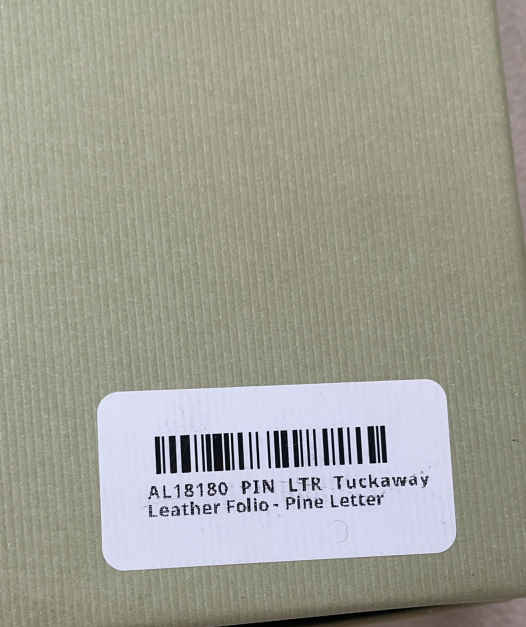 AL18180 PIN LTR Tuckaway
Leather Folio - Pine Letter